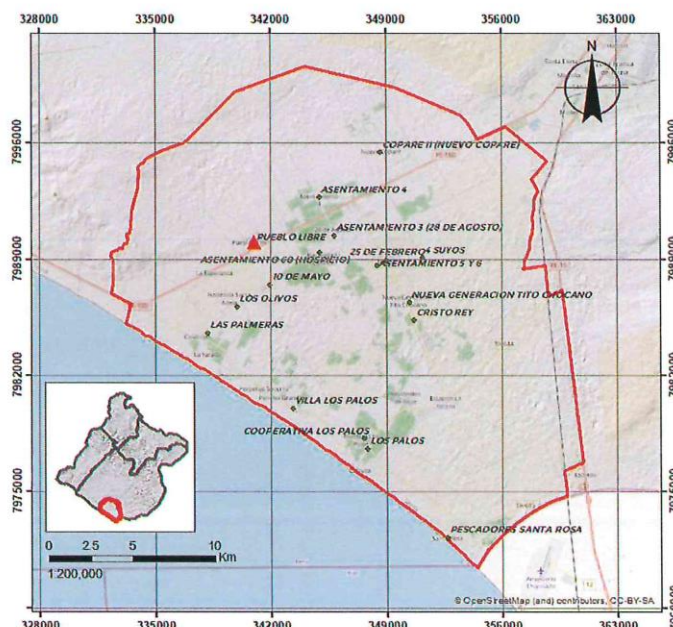 328000 335000 342000 349000 356000 363000
N
7996000 7996000
COPARE II (NUEVO COPARE)
ASENTAMIENTO 4
ASENTAMIENTO 3 (28 DE AGOSTO)
PUEBLO LIBRE
7989000 7989000
ASENTAMIENTO 60 (HOSPICIO)
25 DE FEBRERO 4 SUYOS
ASENTAMIENTO 5 Y 6
10 DE MAYO
NUEVA GENERACION TITO CHOCANO
LOS OLIVOS
CRISTO REY
LAS PALMERAS
7982000 7982000
VILLA LOS PALOS
COOPERATIVA LOS PALOS
LOS PALOS
7975000 7975000
PESCADORES SANTA ROSA
0 2.5 5 10
Km
1:200,000
© OpenStreetMap (and) contributors, CC-BY-SA
328000 335000 342000 349000 356000 363000